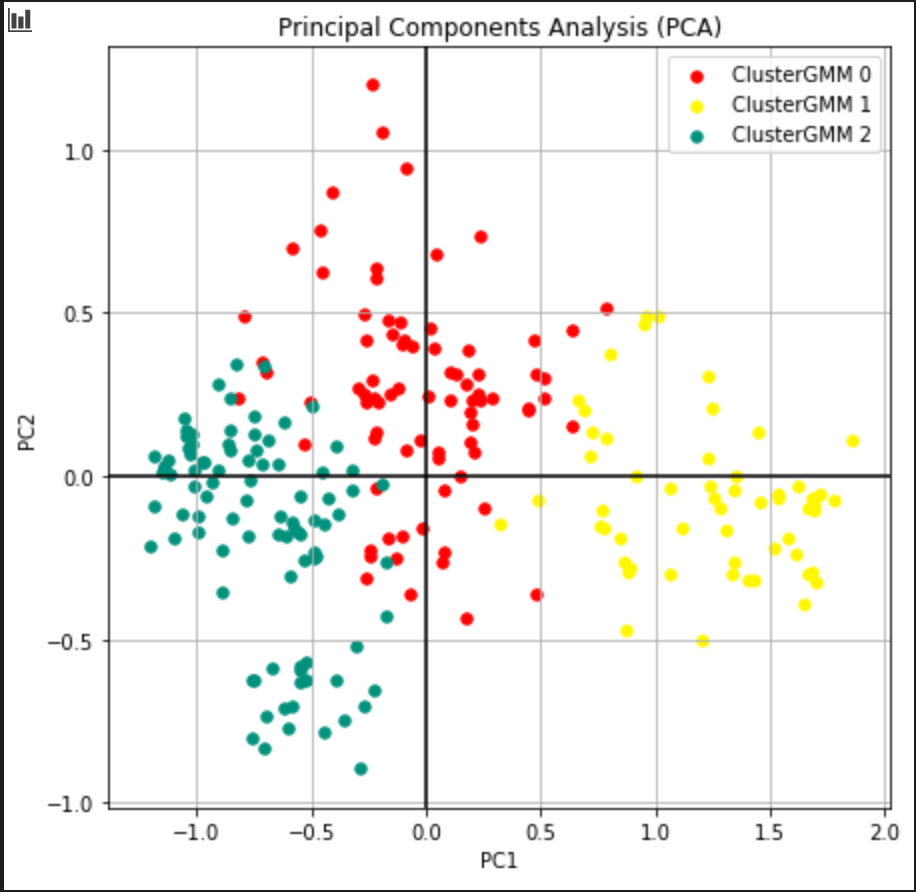 Principal Components Analysis (PCA)
ClusterGMM 0
ClusterGMM 1
ClusterGMM 2
1.0
0.5
0.0
−0.5
−1.0
PC2
−1.0 −0.5 0.0 0.5 1.0 1.5 2.0
PC1